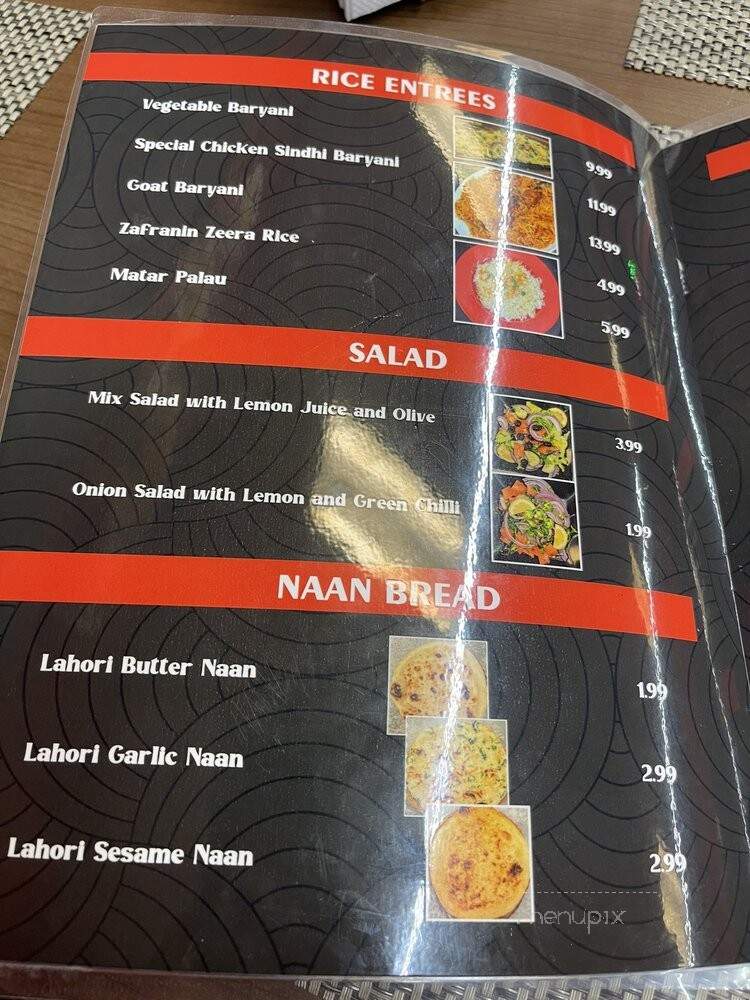 RICE ENTREES
Vegetable Baryani 9.99
Special Chicken Sindhi Baryani 11.99
Goat Baryani 13.99
Zafranin Zeera Rice 4.99
Matar Palau 5.99
SALAD
Mix Salad with Lemon Juice and Olive 3.99
Onion Salad with Lemon and Green Chilli 1.99
NAAN BREAD
Lahori Butter Naan 1.99
Lahori Garlic Naan 2.99
Lahori Sesame Naan 2.99
menupix